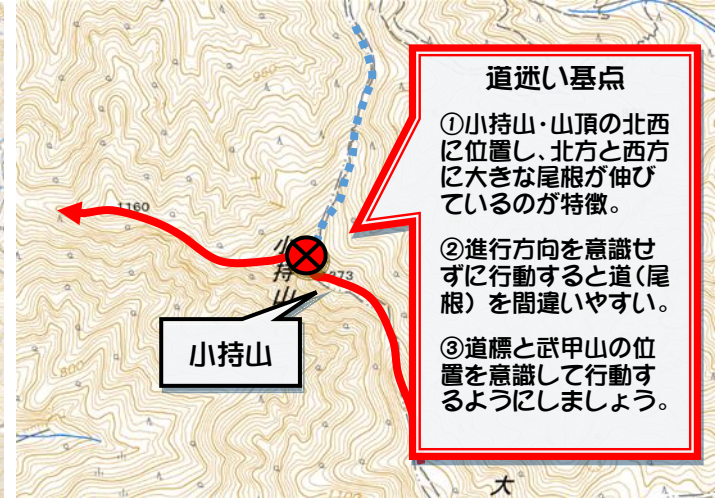 道迷い基点
①小持山・山頂の北西
に位置し、北方と西方
に大きな尾根が伸び
ているのが特徴。
②進行方向を意識せ
ずに行動すると道（尾
根）を間違いやすい。
③道標と武甲山の位
置を意識して行動す
るようにしましょう。
1160
小持山
273
小持山
960
800
1100
大